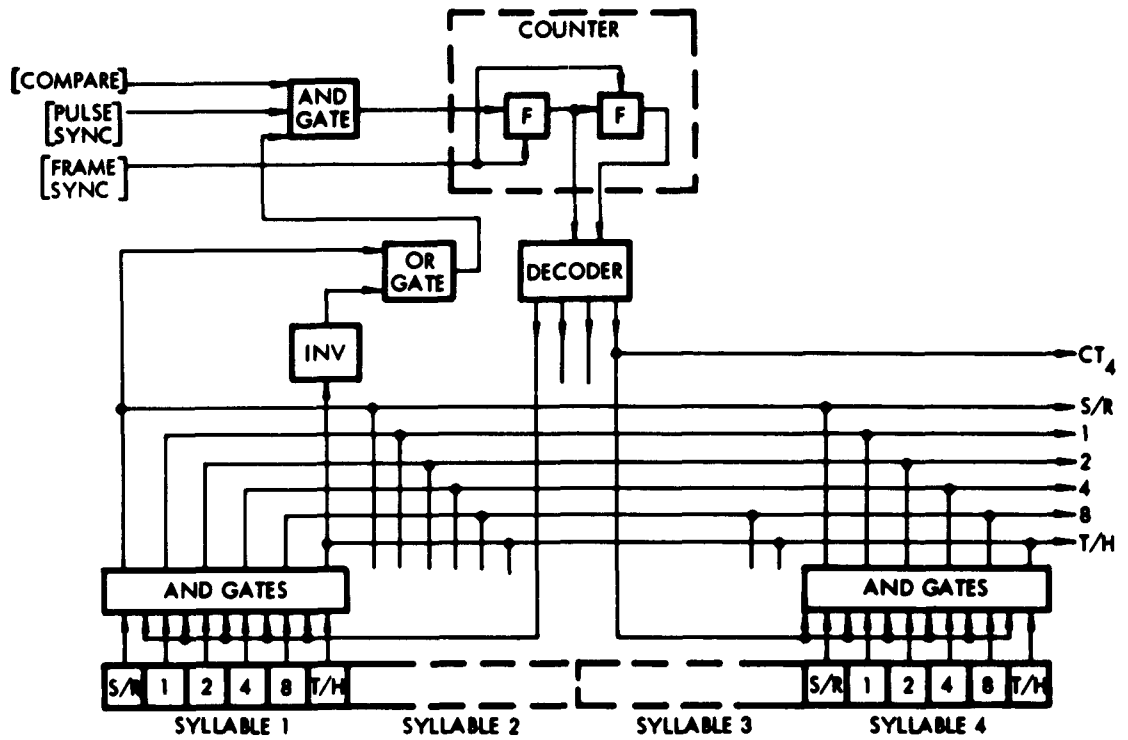 COUNTER
[COMPARE]
[PULSE
SYNC]
[FRAME
SYNC]
AND
GATE
F
F
OR
GATE
DECODER
INV
CT4
S/R
1
2
4
8
T/H
AND GATES
AND GATES
S/R 1 2 4 8 T/H
S/R 1 2 4 8 T/H
SYLLABLE 1
SYLLABLE 2
SYLLABLE 3
SYLLABLE 4